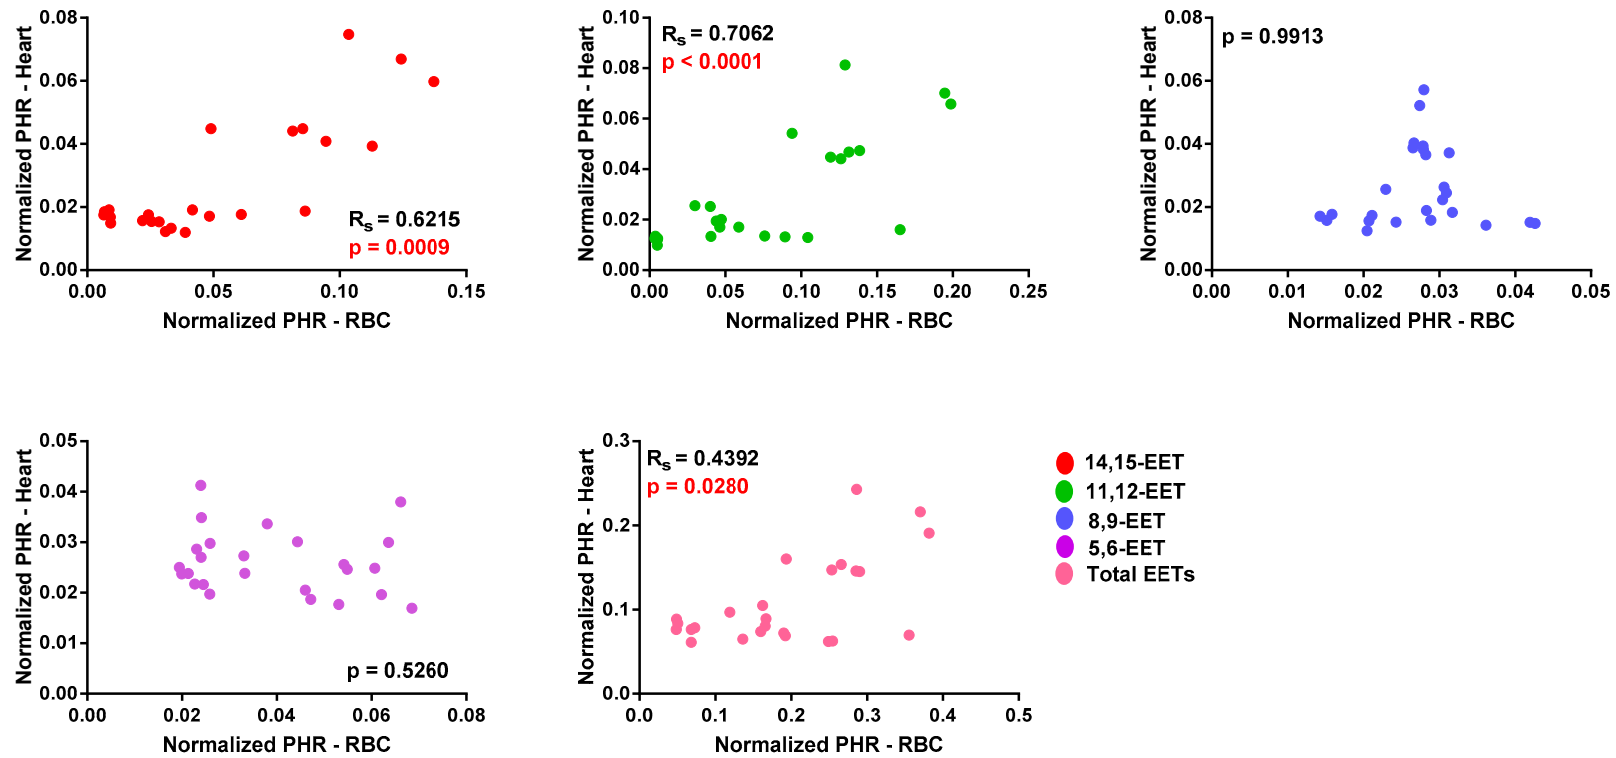 Normalized PHR - Heart
0.08
0.06
0.04
0.02
0.00
Rs = 0.6215
p = 0.0009
0.00 0.05 0.10 0.15
Normalized PHR - RBC
Normalized PHR - Heart
0.10
0.08
0.06
0.04
0.02
0.00
Rs = 0.7062
p < 0.0001
0.00 0.05 0.10 0.15 0.20 0.25
Normalized PHR - RBC
Normalized PHR - Heart
0.08
0.06
0.04
0.02
0.00
p = 0.9913
0.00 0.01 0.02 0.03 0.04 0.05
Normalized PHR - RBC
Normalized PHR - Heart
0.05
0.04
0.03
0.02
0.01
0.00
p = 0.5260
0.00 0.02 0.04 0.06 0.08
Normalized PHR - RBC
Normalized PHR - Heart
0.3
0.2
0.1
0.0
Rs = 0.4392
p = 0.0280
0.0 0.1 0.2 0.3 0.4 0.5
Normalized PHR - RBC
14,15-EET
11,12-EET
8,9-EET
5,6-EET
Total EETs